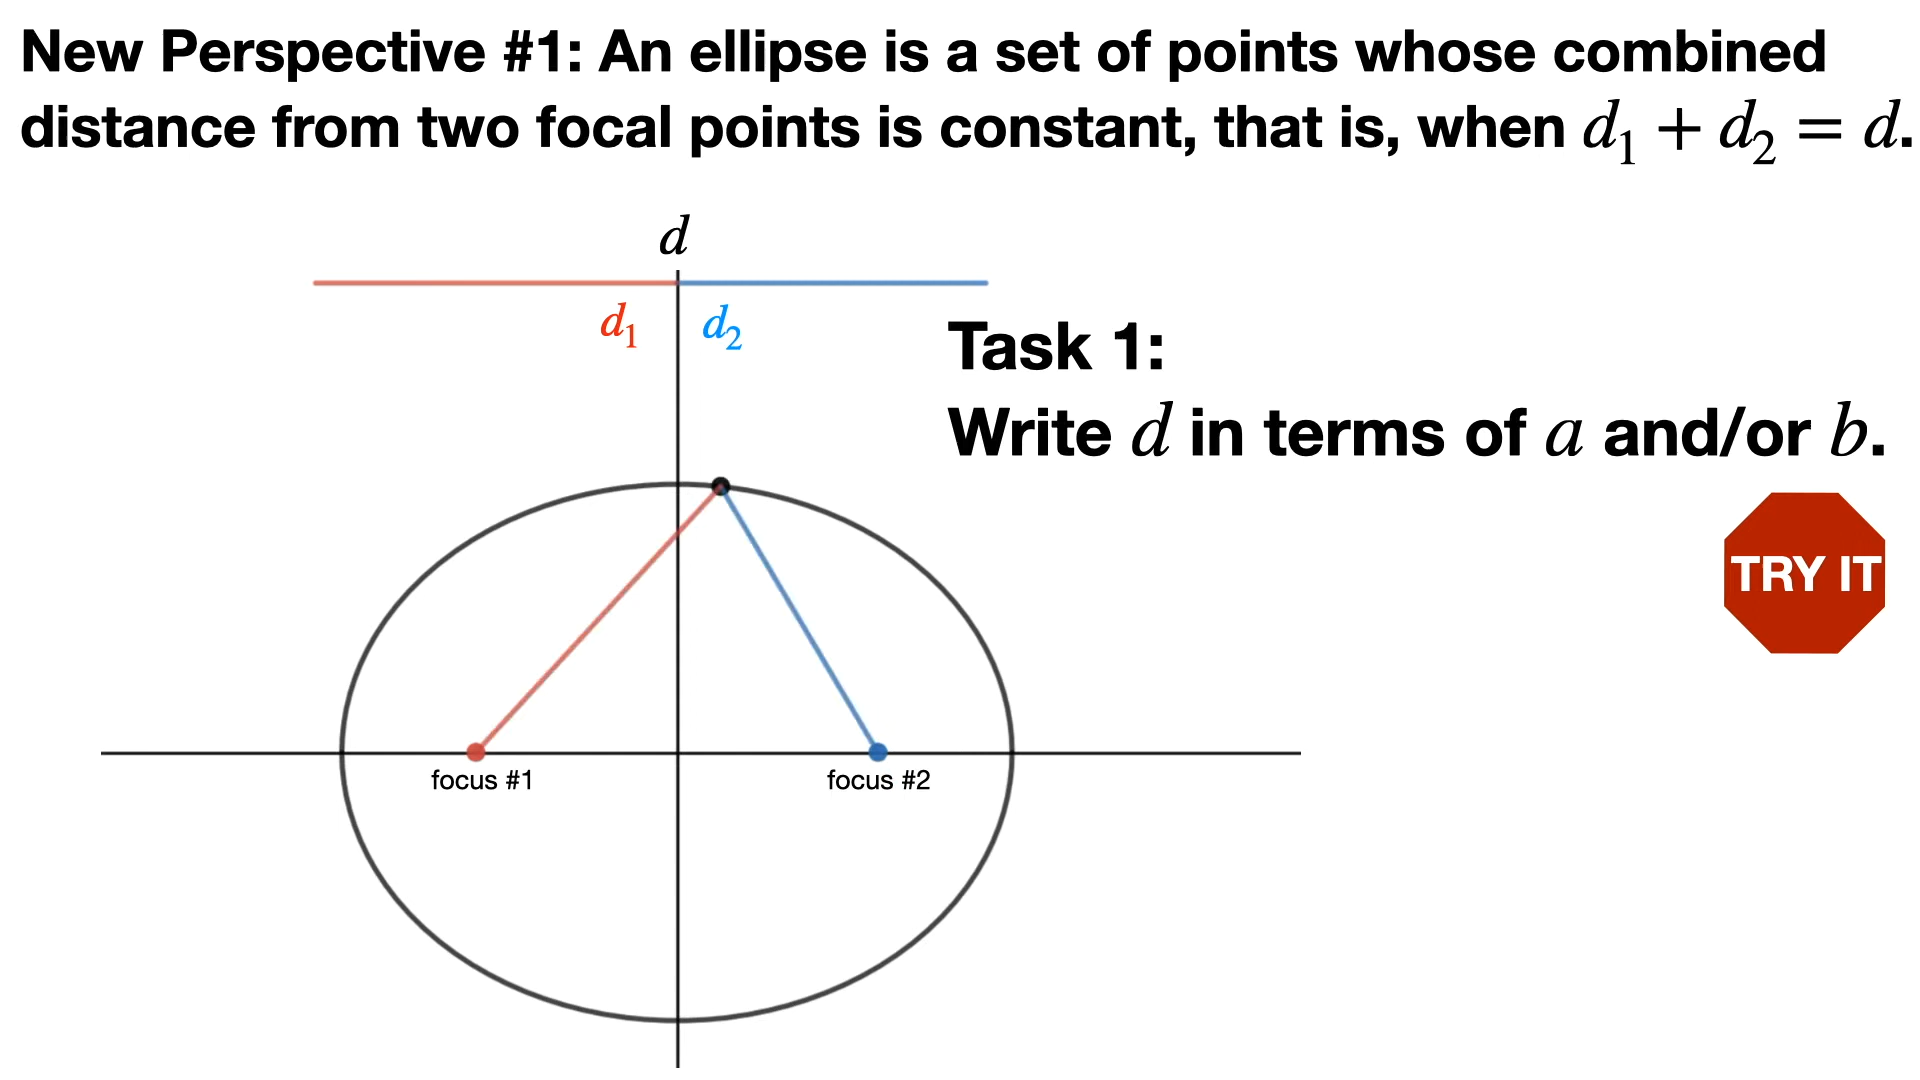 New Perspective #1: An ellipse is a set of points whose combined
distance from two focal points is constant, that is, when d₁ + d₂ = d.
d
d₁ d₂
Task 1:
Write d in terms of a and/or b.
TRY IT
focus #1 focus #2